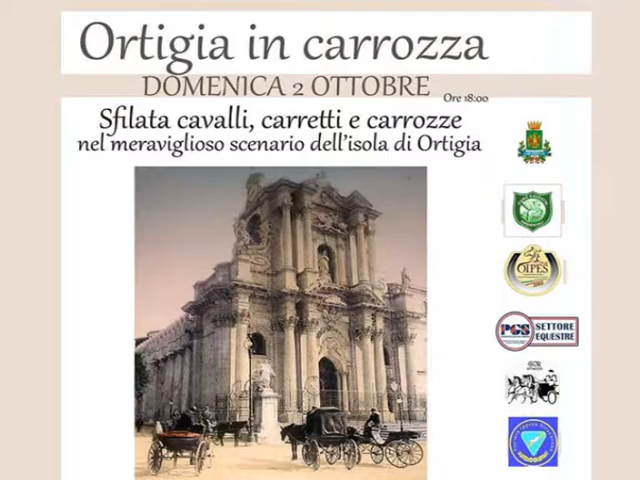 Ortigia in carrozza
DOMENICA 2 OTTOBRE
Ore 18:00
Sfilata cavalli, carretti e carrozze
nel meraviglioso scenario dell'isola di Ortigia
OIPES
PGS
SETTORE
EQUESTRE